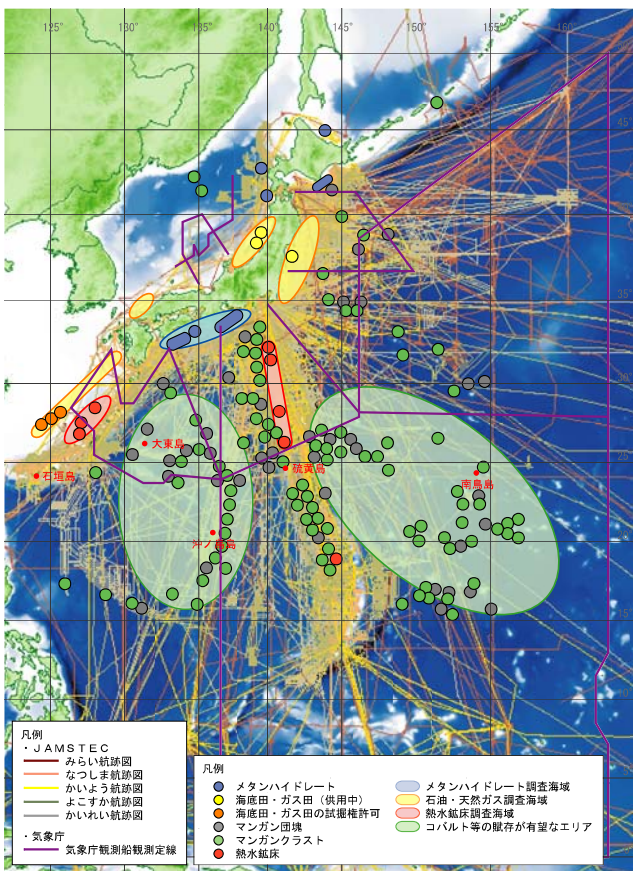 125° 130° 135° 140° 145° 150° 155° 160°
45°
35°
30°
25°
20°
15°
大東島
石垣島
硫黄島
南鳥島
沖ノ鳥島
凡例
・JAMSTEC
みらい航跡図
なつしま航跡図
かいよう航跡図
よこすか航跡図
かいれい航跡図
・気象庁
気象庁観測船観測定線
凡例
メタンハイドレート
海底田・ガス田（供用中）
海底田・ガス田の試掘権許可
マンガン団塊
マンガンクラスト
熱水鉱床
メタンハイドレート調査海域
石油・天然ガス調査海域
熱水鉱床調査海域
コバルト等の賦存が有望なエリア